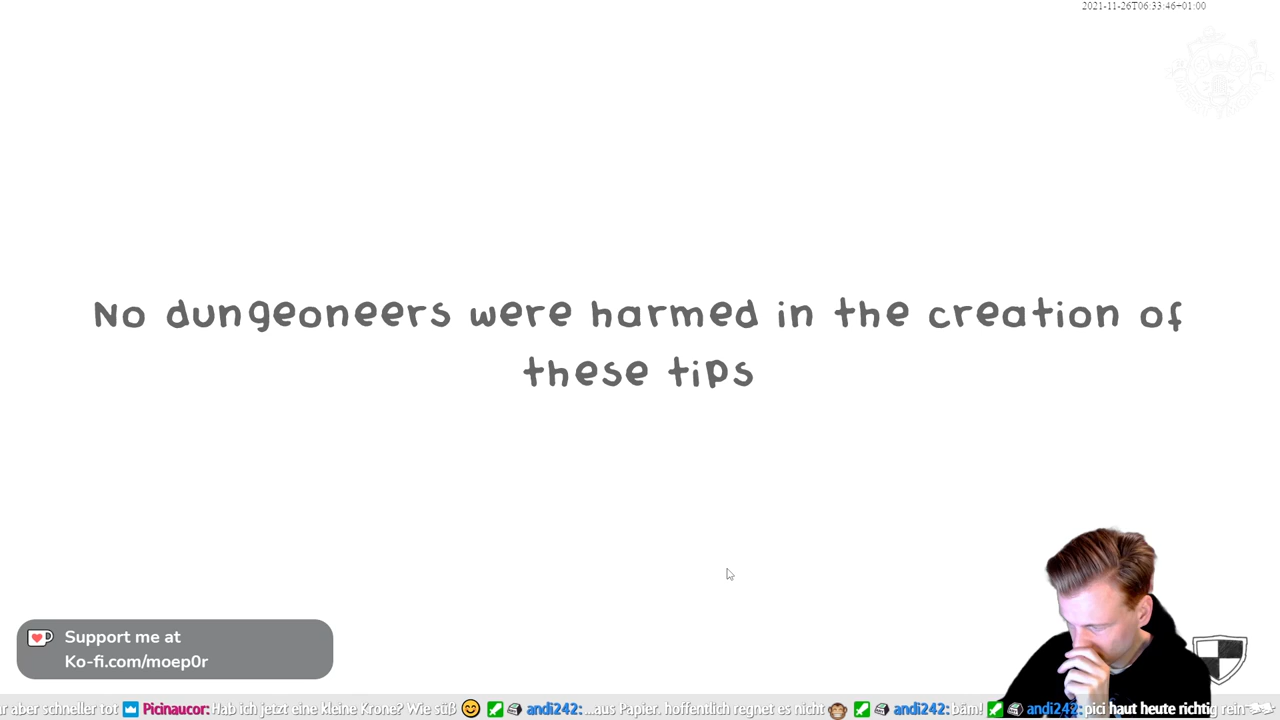 2021-11-26T06:33:46+01:00
No dungeoneers were harmed in the creation of
these tips
Support me at
Ko-fi.com/moep0r
r aber schneller tot Picinaucor: Hab ich jetzt eine kleine Krone? Wie süß 😊 andi242: ...aus Papier, hoffentlich regnet es nicht 🐵 andi242: bäm! andi242: pici haut heute richtig rein